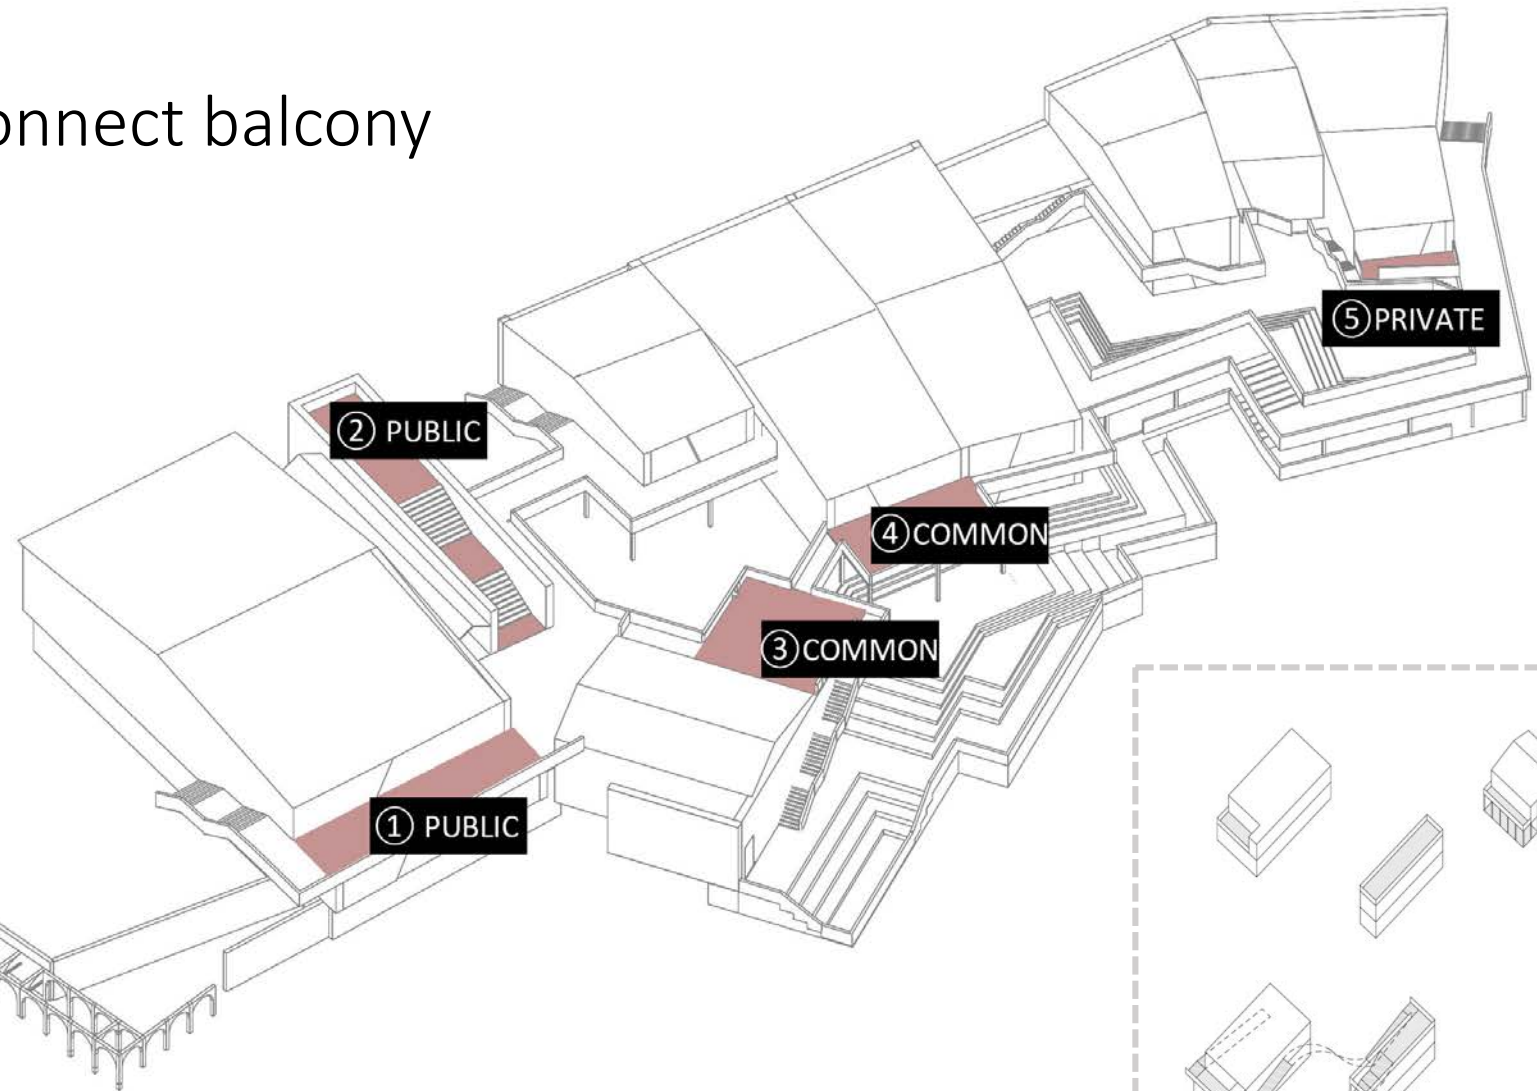 onnect balcony
⑤PRIVATE
② PUBLIC
④COMMON
③COMMON
① PUBLIC